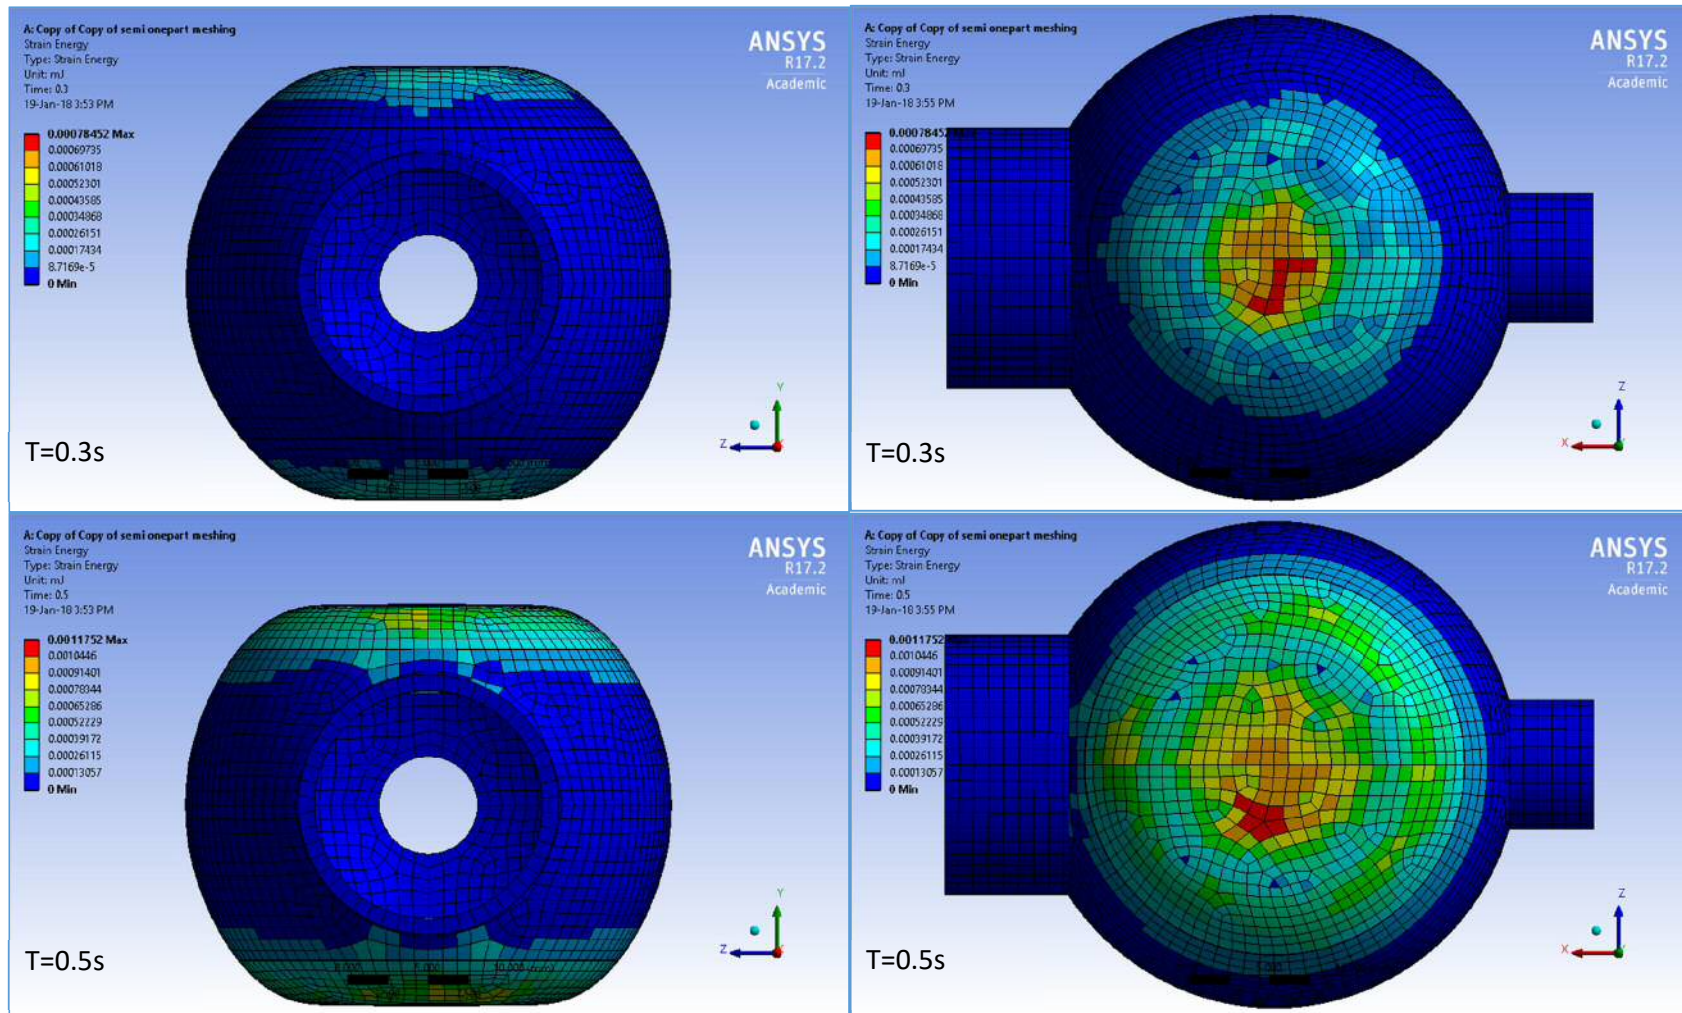 A: Copy of Copy of semi onepart meshing
Strain Energy
Type: Strain Energy
Unit: mJ
Time: 0.3
19-Jan-18 3:53 PM
0.00078452 Max
0.00069735
0.00061018
0.00052301
0.00043585
0.00034868
0.00026151
0.00017434
8.7169e-5
0 Min
ANSYS
R17.2
Academic
Y
Z
T=0.3s
A: Copy of Copy of semi onepart meshing
Strain Energy
Type: Strain Energy
Unit: mJ
Time: 0.3
19-Jan-18 3:55 PM
0.00078452
0.00069735
0.00061018
0.00052301
0.00043585
0.00034868
0.00026151
0.00017434
8.7169e-5
0 Min
ANSYS
R17.2
Academic
Z
X
T=0.3s
A: Copy of Copy of semi onepart meshing
Strain Energy
Type: Strain Energy
Unit: mJ
Time: 0.5
19-Jan-18 3:53 PM
0.0011752 Max
0.0010446
0.00091401
0.00078344
0.00065286
0.00052229
0.00039172
0.00026115
0.00013057
0 Min
ANSYS
R17.2
Academic
Y
Z
10.000 (mm)
T=0.5s
A: Copy of Copy of semi onepart meshing
Strain Energy
Type: Strain Energy
Unit: mJ
Time: 0.5
19-Jan-18 3:55 PM
0.0011752
0.0010446
0.00091401
0.00078344
0.00065286
0.00052229
0.00039172
0.00026115
0.00013057
0 Min
ANSYS
R17.2
Academic
Z
X
T=0.5s